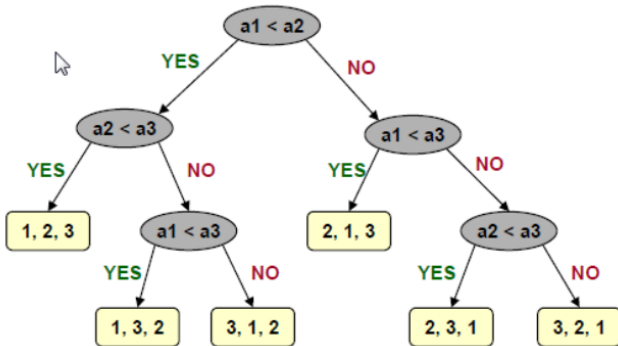 a1 < a2
YES
NO
a2 < a3
a1 < a3
YES
NO
YES
NO
1, 2, 3
a1 < a3
2, 1, 3
a2 < a3
YES
NO
YES
NO
1, 3, 2
3, 1, 2
2, 3, 1
3, 2, 1